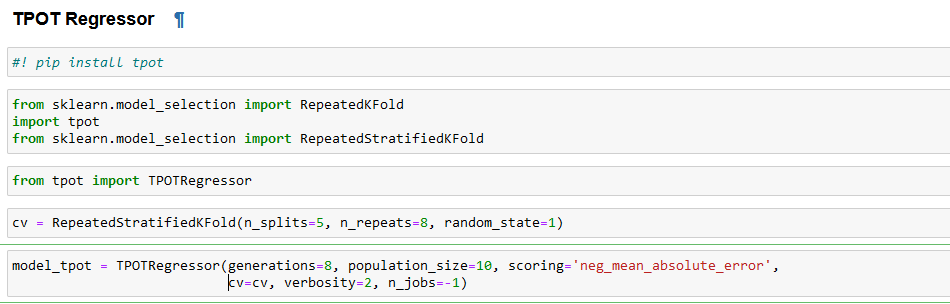 TPOT Regressor ¶
#! pip install tpot
from sklearn.model_selection import RepeatedKFold
import tpot
from sklearn.model_selection import RepeatedStratifiedKFold
from tpot import TPOTRegressor
cv = RepeatedStratifiedKFold(n_splits=5, n_repeats=8, random_state=1)
model_tpot = TPOTRegressor(generations=8, population_size=10, scoring='neg_mean_absolute_error',
cv=cv, verbosity=2, n_jobs=-1)